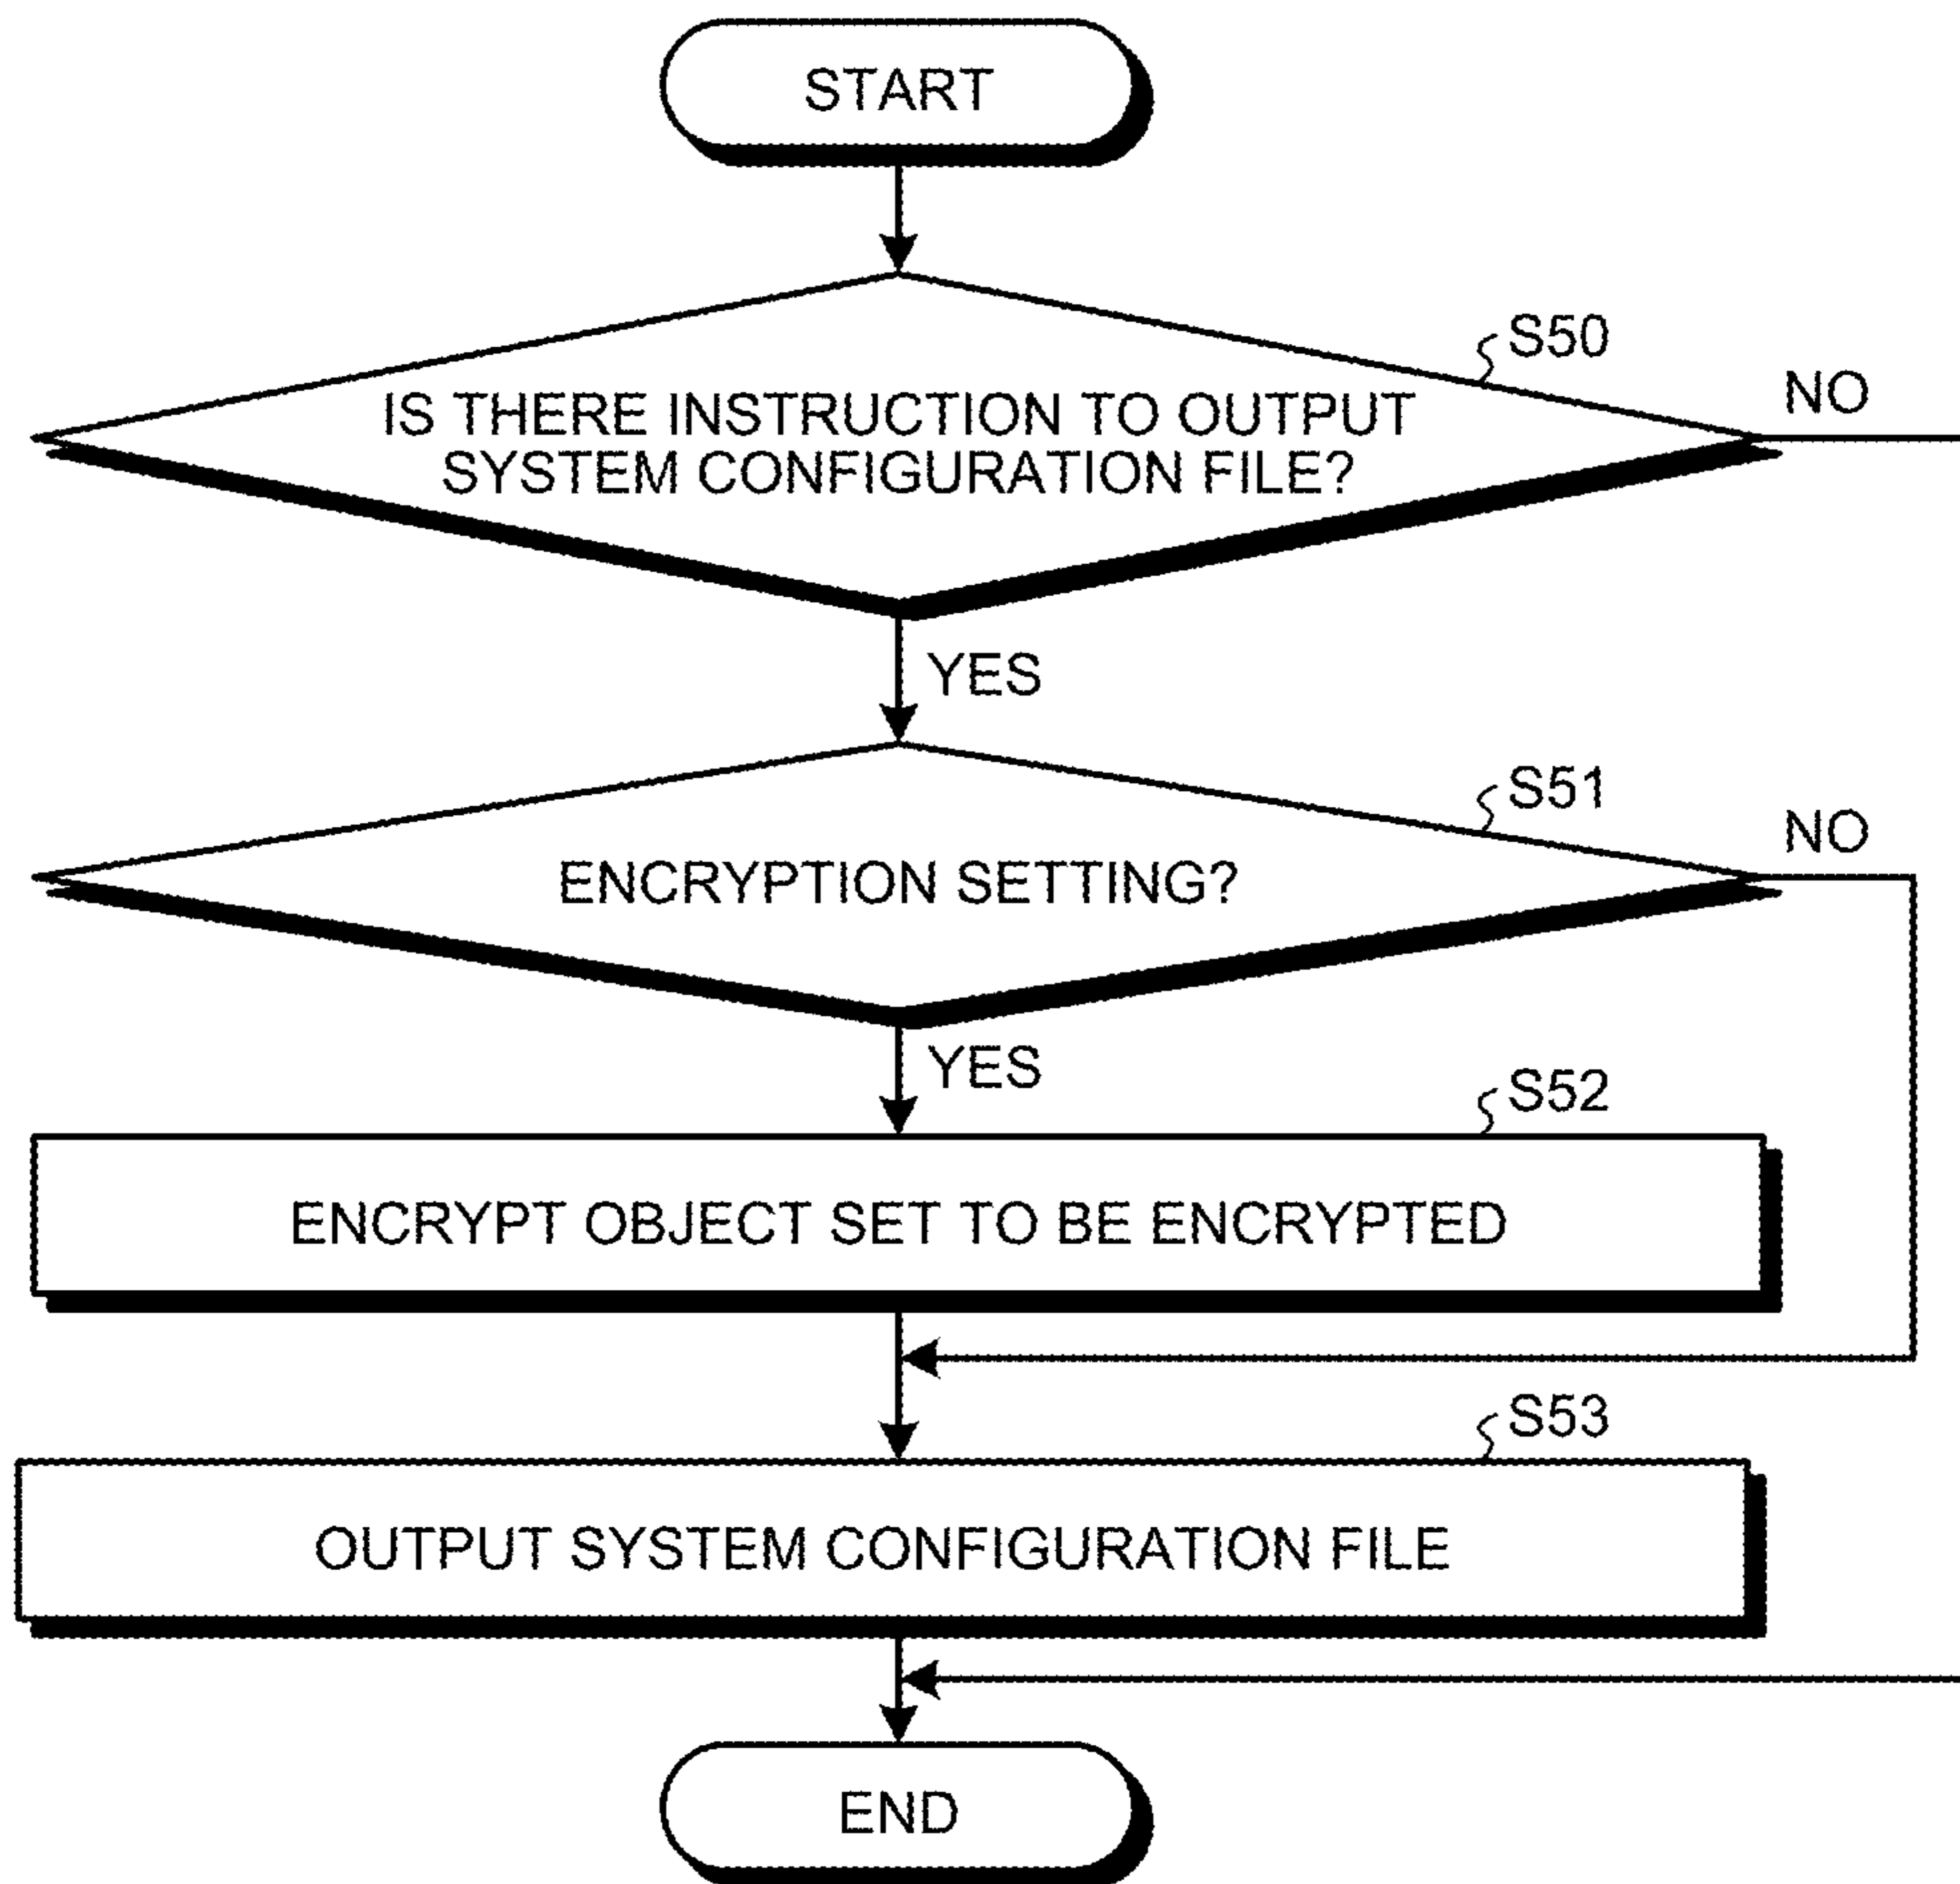 START
S50
NO
IS THERE INSTRUCTION TO OUTPUT
SYSTEM CONFIGURATION FILE?
YES
S51
NO
ENCRYPTION SETTING?
YES
S52
ENCRYPT OBJECT SET TO BE ENCRYPTED
S53
OUTPUT SYSTEM CONFIGURATION FILE
END